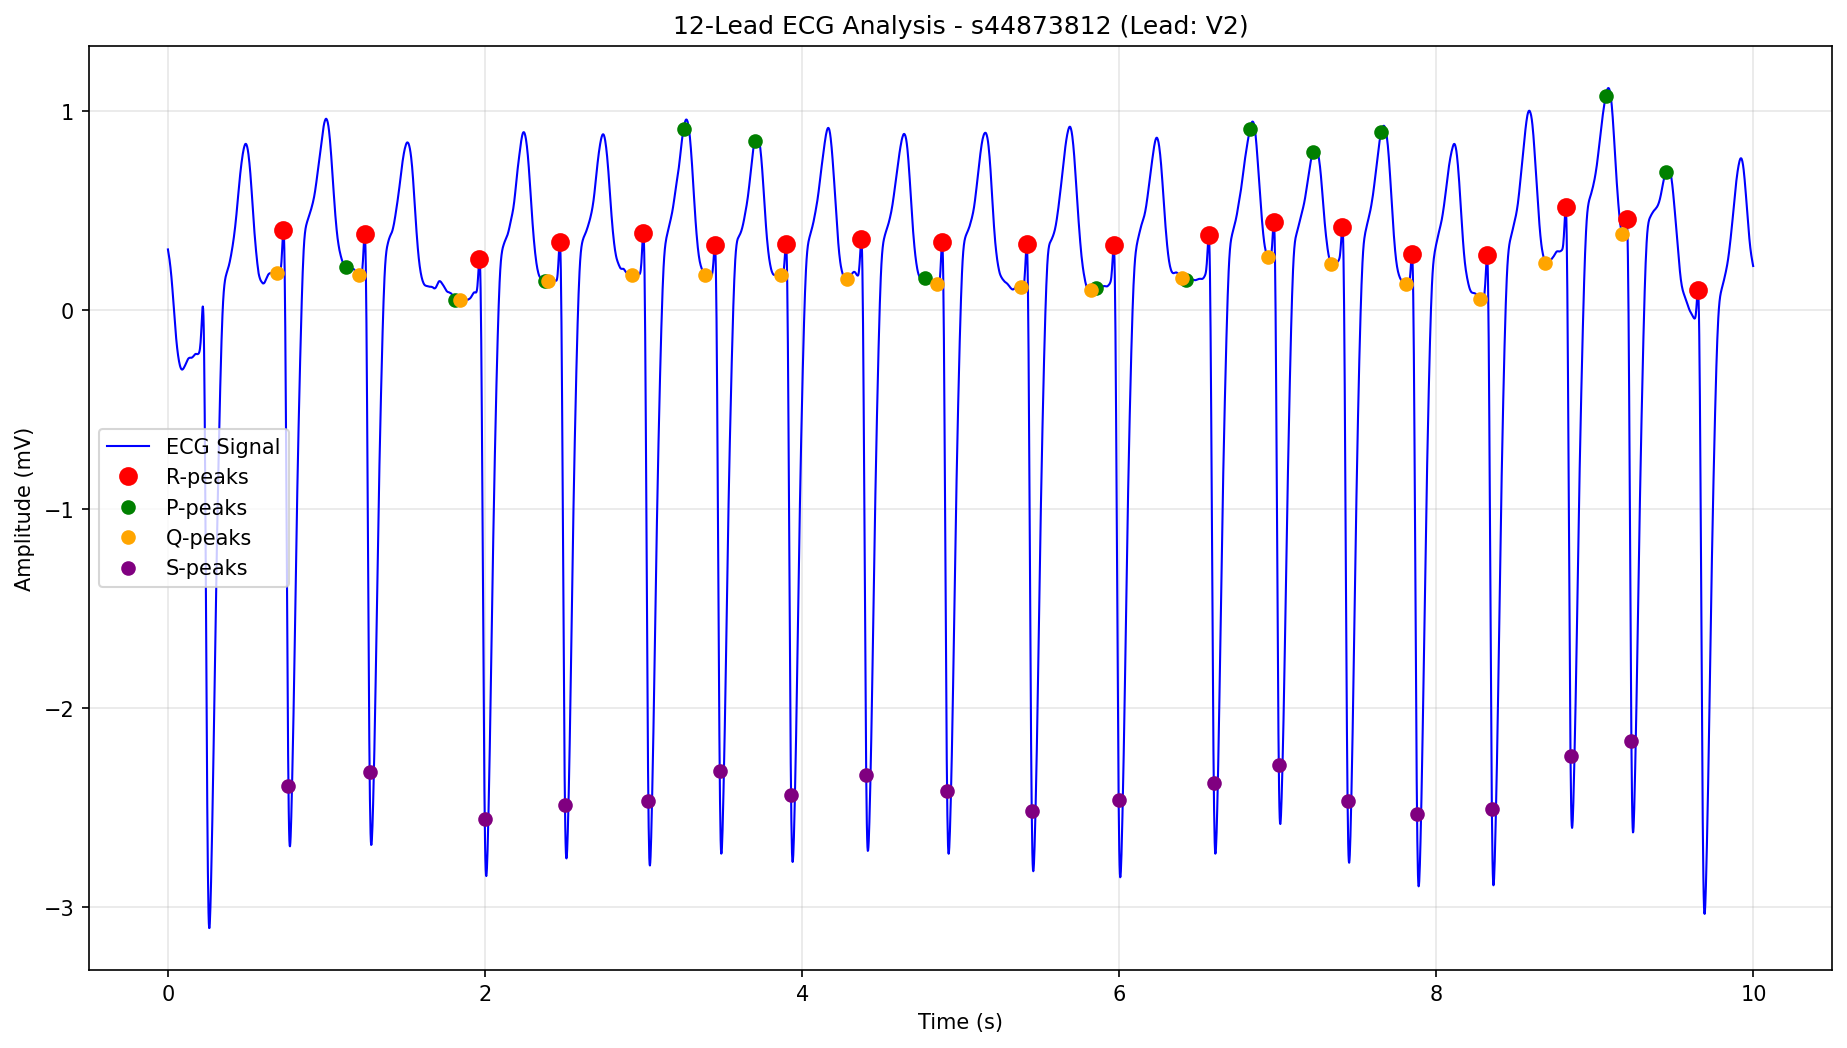 12-Lead ECG Analysis - s44873812 (Lead: V2)
Amplitude (mV)
1
0
−1
−2
−3
ECG Signal
R-peaks
P-peaks
Q-peaks
S-peaks
0
2
4
6
8
10
Time (s)